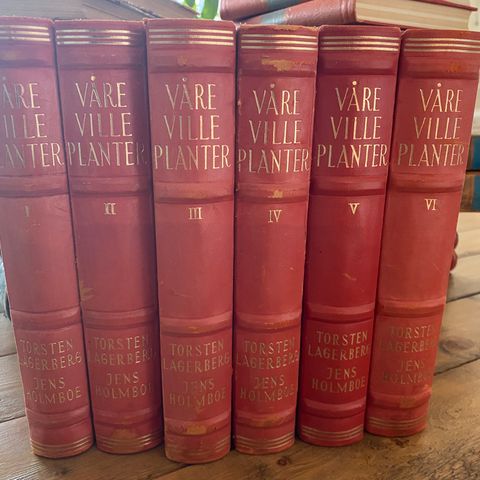 VÅRE
VILLE
PLANTER
I
TORSTEN
LAGERBERG
JENS
HOLMBOE
VÅRE
VILLE
PLANTER
II
TORSTEN
LAGERBERG
JENS
HOLMBOE
VÅRE
VILLE
PLANTER
III
TORSTEN
LAGERBERG
JENS
HOLMBOE
VÅRE
VILLE
PLANTER
IV
TORSTEN
LAGERBERG
JENS
HOLMBOE
VÅRE
VILLE
PLANTER
V
TORSTEN
LAGERBERG
JENS
HOLMBOE
VÅRE
VILLE
PLANTER
VI
TORSTEN
LAGERBERG
JENS
HOLMBOE